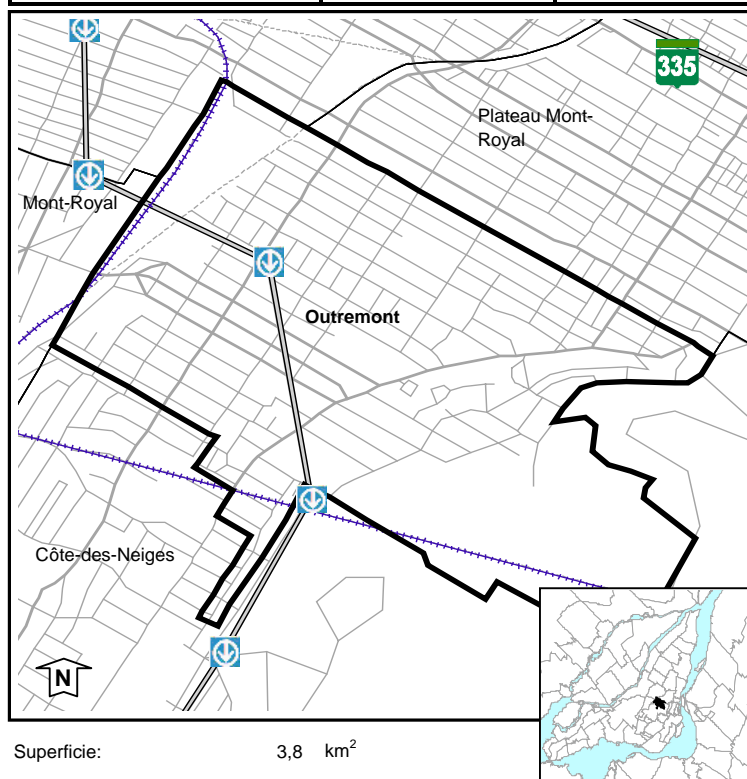 335
Plateau Mont-
Royal
Mont-Royal
Outremont
Côte-des-Neiges
N
Superficie: 3,8 km²